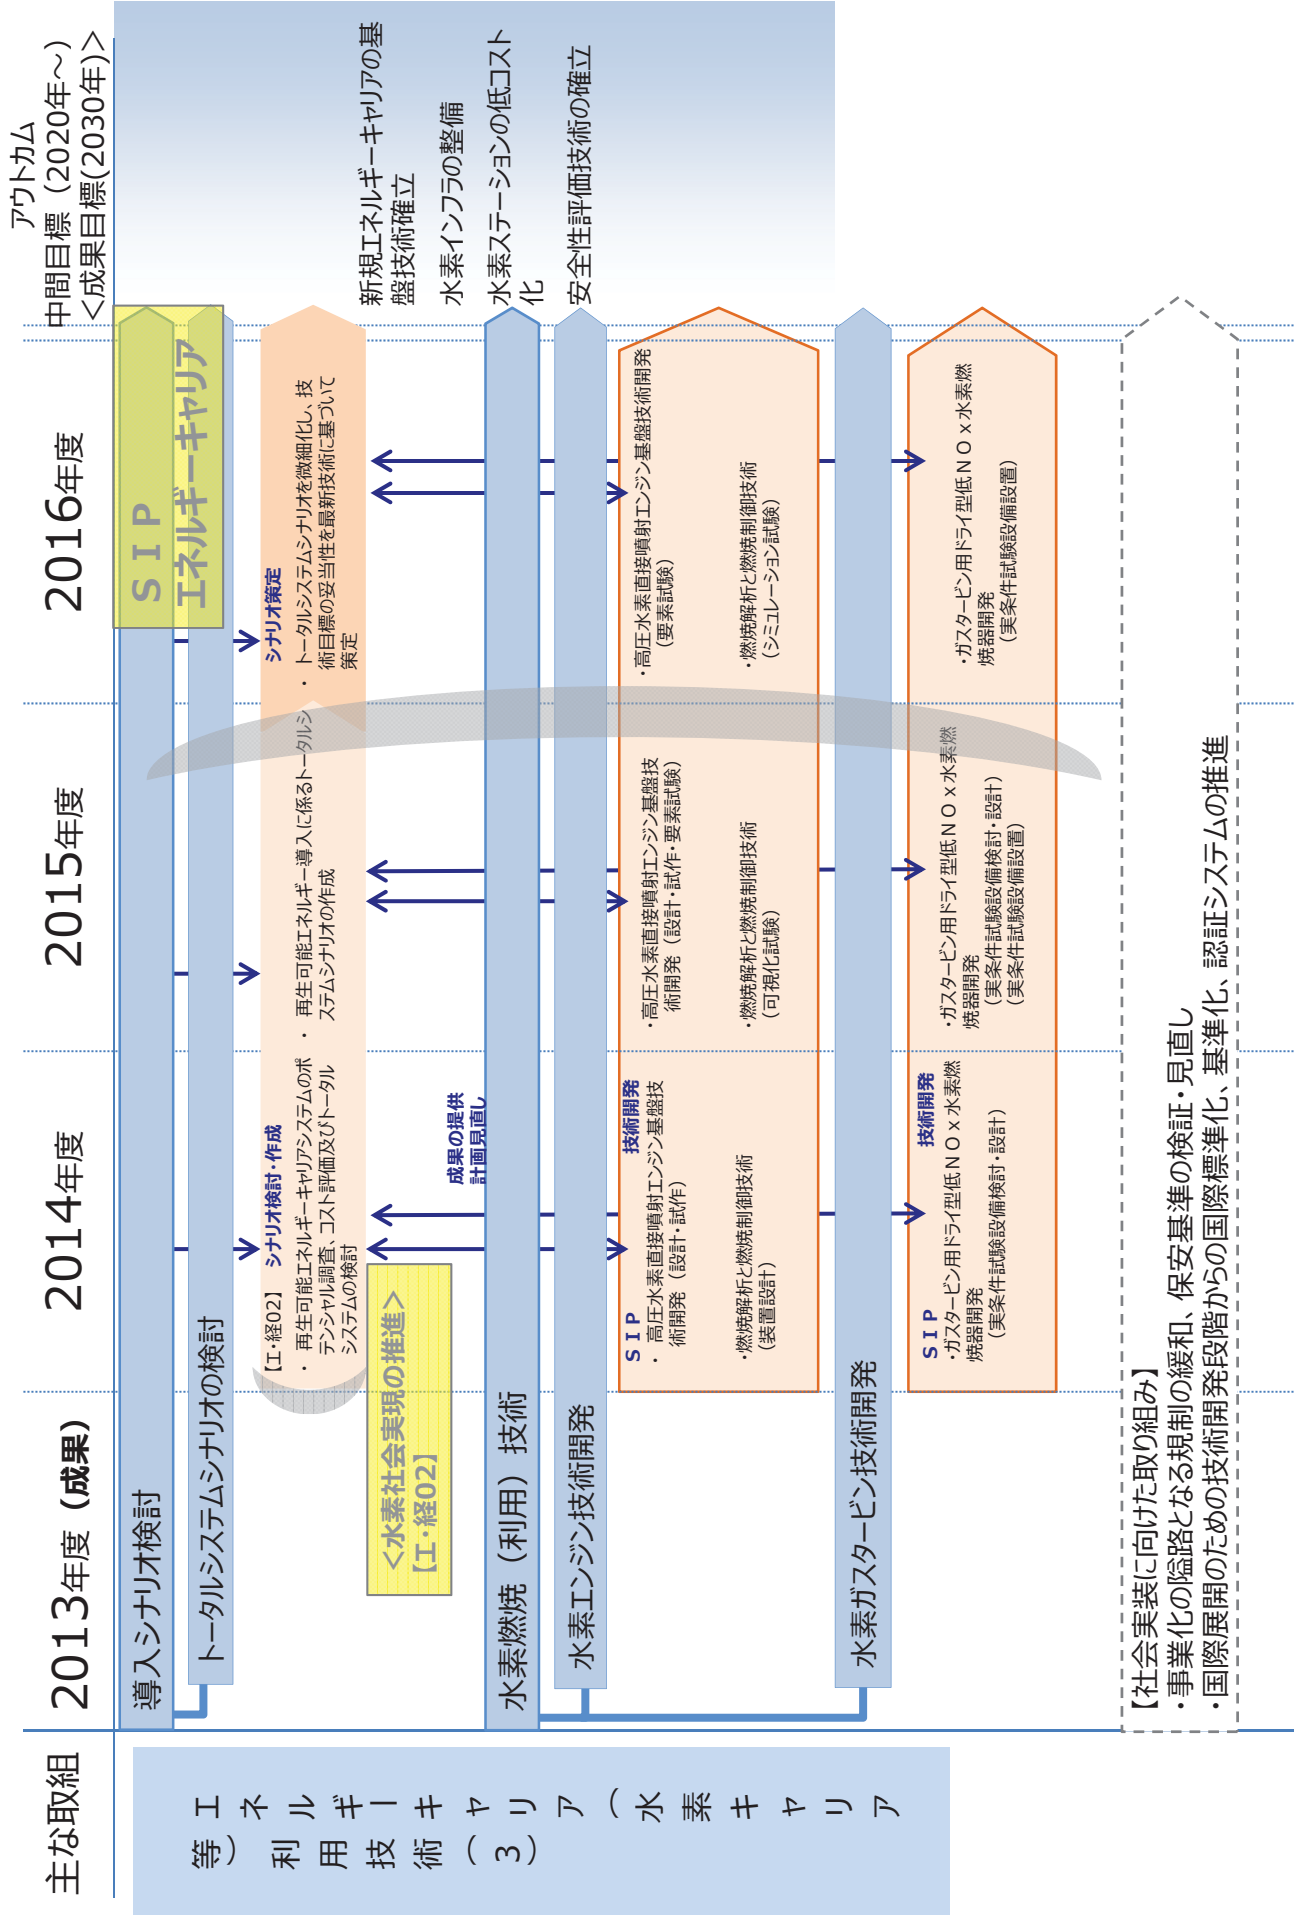 主な取組
2013年度（成果）
2014年度
2015年度
2016年度
アウトカム
中間目標（2020年～）
＜成果目標(2030年)＞
エネルギーキャリア（水素キャリア
等）利用技術（３）
導入シナリオ検討
トータルシステムシナリオの検討
ＳＩＰ
エネルギーキャリア
【エ・経02】
シナリオ検討・作成
・ 再生可能エネルギーキャリアシステムのポ
テンシャル調査、コスト評価及びトータル
システムの検討
・ 再生可能エネルギー導入に係るトータルシ
ステムシナリオの作成
シナリオ策定
・ トータルシステムシナリオを微細化し、技
術目標の妥当性を最新技術に基づいて
策定
＜水素社会実現の推進＞
【エ・経02】
成果の提供
計画見直し
新規エネルギーキャリアの基
盤技術確立
水素インフラの整備
水素ステーションの低コスト
化
安全性評価技術の確立
水素燃焼（利用）技術
水素エンジン技術開発
ＳＩＰ
技術開発
・ 高圧水素直接噴射エンジン基盤技
術開発（設計・試作）
・燃焼解析と燃焼制御技術
（装置設計）
・高圧水素直接噴射エンジン基盤技
術開発（設計・試作・要素試験）
・燃焼解析と燃焼制御技術
（可視化試験）
・高圧水素直接噴射エンジン基盤技術開発
（要素試験）
・燃焼解析と燃焼制御技術
（シミュレーション試験）
水素ガスタービン技術開発
ＳＩＰ
技術開発
・ガスタービン用ドライ型低ＮＯｘ水素燃
焼器開発
（実条件試験設備検討・設計）
・ガスタービン用ドライ型低ＮＯｘ水素燃
焼器開発
（実条件試験設備検討・設計）
（実条件試験設備設置）
・ガスタービン用ドライ型低ＮＯｘ水素燃
焼器開発
（実条件試験設備設置）
【社会実装に向けた取り組み】
・事業化の隘路となる規制の緩和、保安基準の検証・見直し
・国際展開のための技術開発段階からの国際標準化、基準化、認証システムの推進